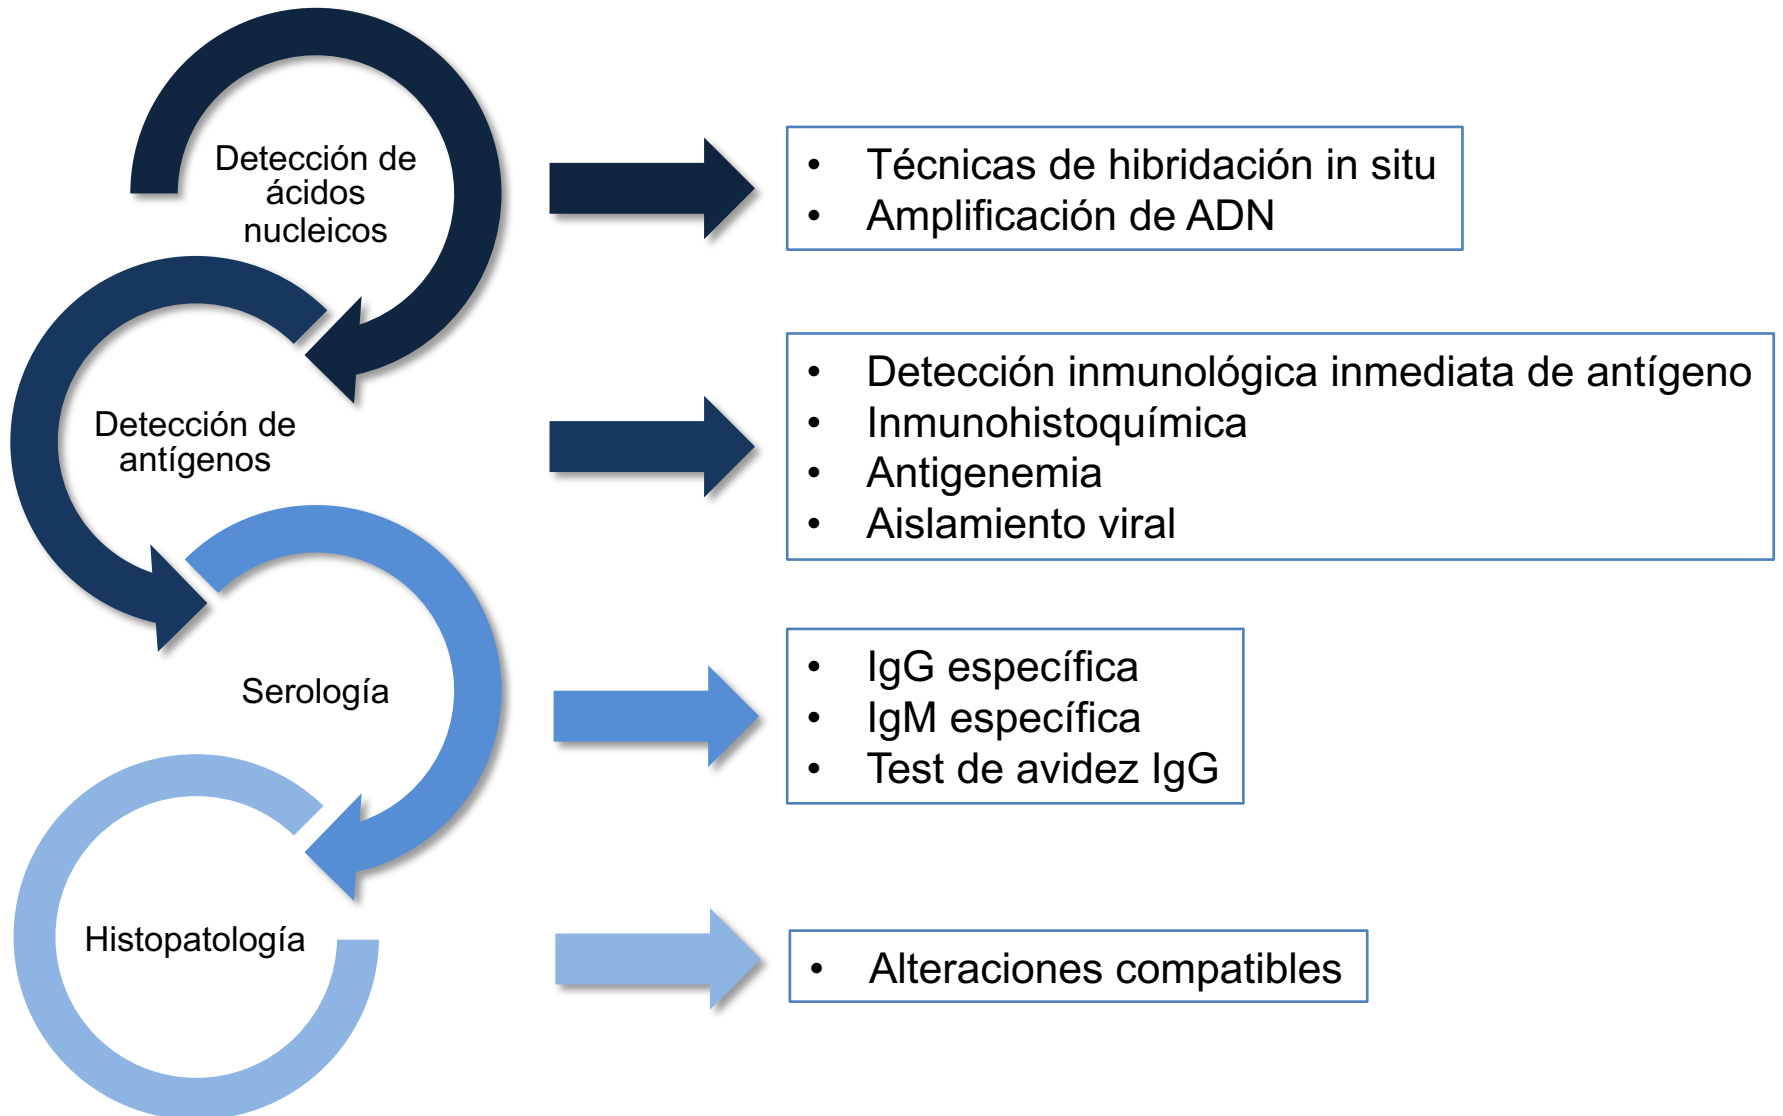 Detección de
ácidos
nucleicos
• Técnicas de hibridación in situ
• Amplificación de ADN
Detección de
antígenos
• Detección inmunológica inmediata de antígeno
• Inmunohistoquímica
• Antigenemia
• Aislamiento viral
Serología
• IgG específica
• IgM específica
• Test de avidez IgG
Histopatología
• Alteraciones compatibles